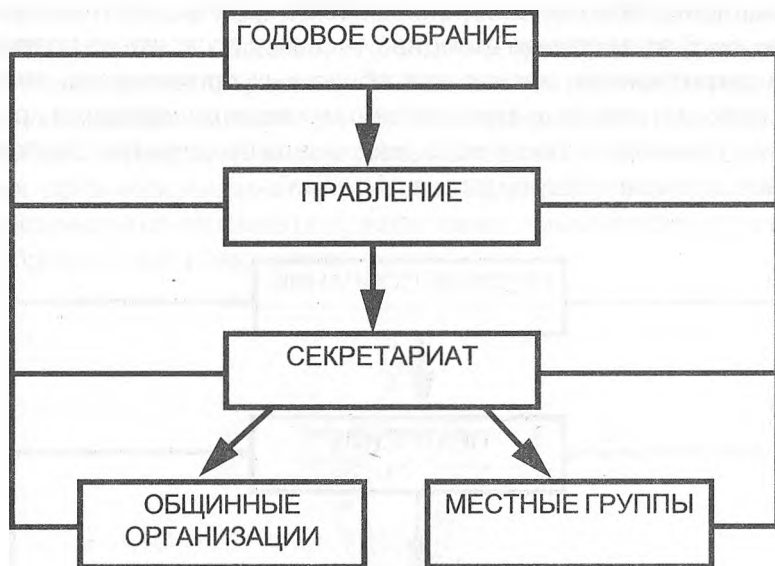 ГОДОВОЕ СОБРАНИЕ
ПРАВЛЕНИЕ
СЕКРЕТАРИАТ
ОБЩИННЫЕ
ОРГАНИЗАЦИИ
МЕСТНЫЕ ГРУППЫ